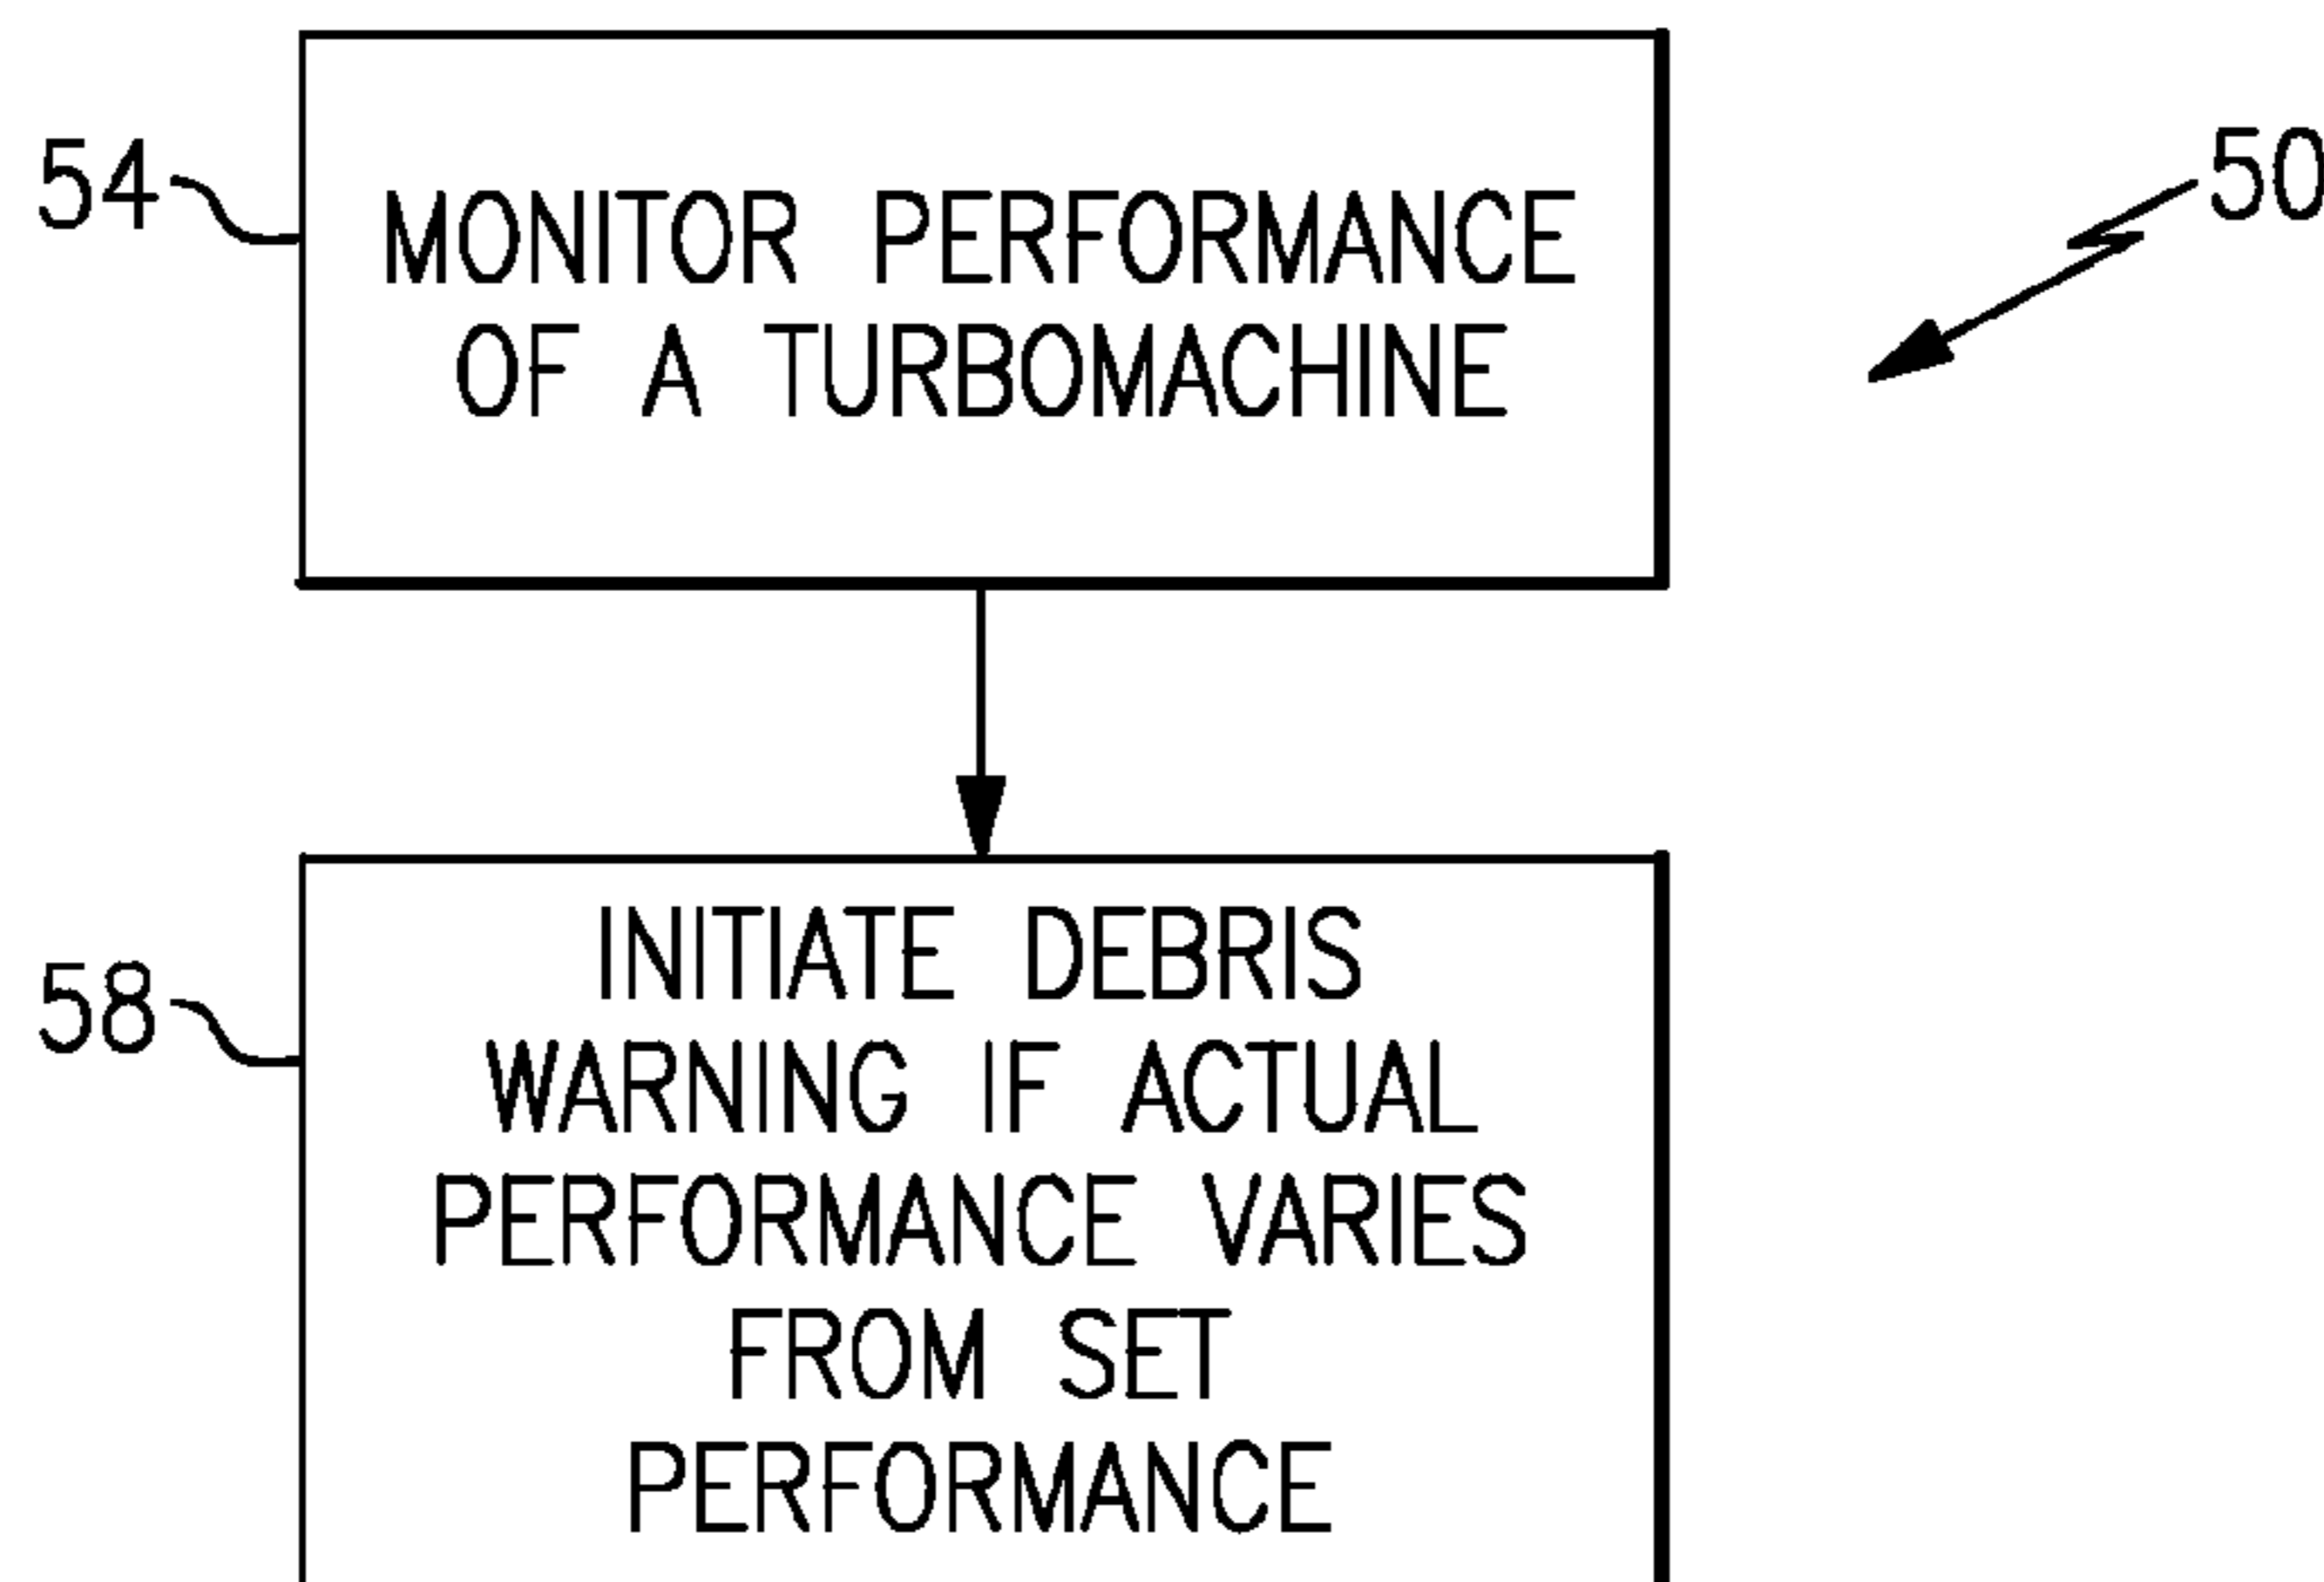 54
MONITOR PERFORMANCE
OF A TURBOMACHINE
50
58
INITIATE DEBRIS
WARNING IF ACTUAL
PERFORMANCE VARIES
FROM SET
PERFORMANCE